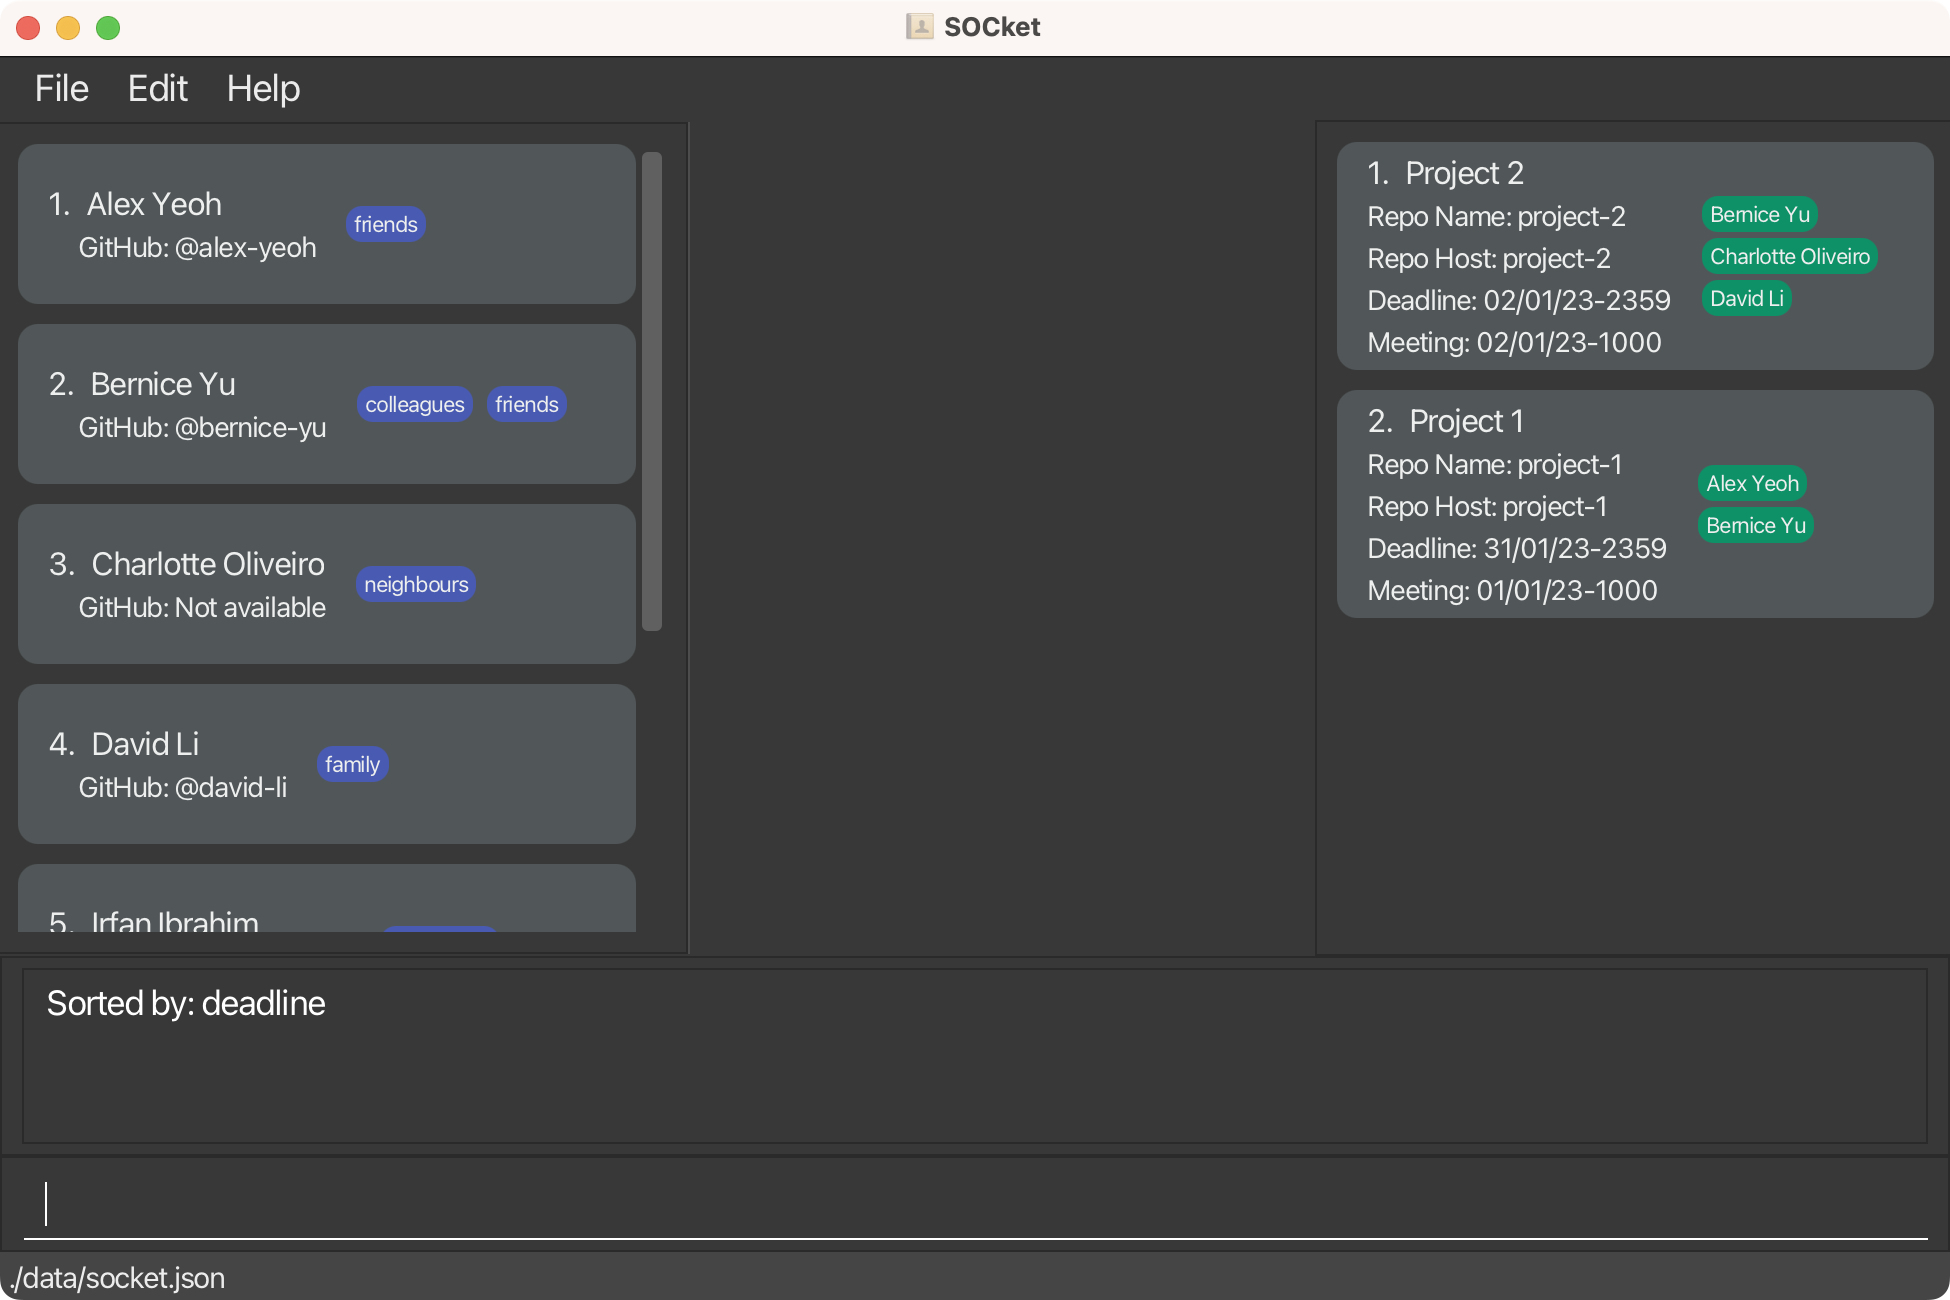 SOCket
File Edit Help
1. Alex Yeoh
GitHub: @alex-yeoh
friends
2. Bernice Yu
GitHub: @bernice-yu
colleagues friends
3. Charlotte Oliveiro
GitHub: Not available
neighbours
4. David Li
GitHub: @david-li
family
5. Irfan Ibrahim
1. Project 2
Repo Name: project-2
Repo Host: project-2
Deadline: 02/01/23-2359
Meeting: 02/01/23-1000
Bernice Yu
Charlotte Oliveiro
David Li
2. Project 1
Repo Name: project-1
Repo Host: project-1
Deadline: 31/01/23-2359
Meeting: 01/01/23-1000
Alex Yeoh
Bernice Yu
Sorted by: deadline
./data/socket.json